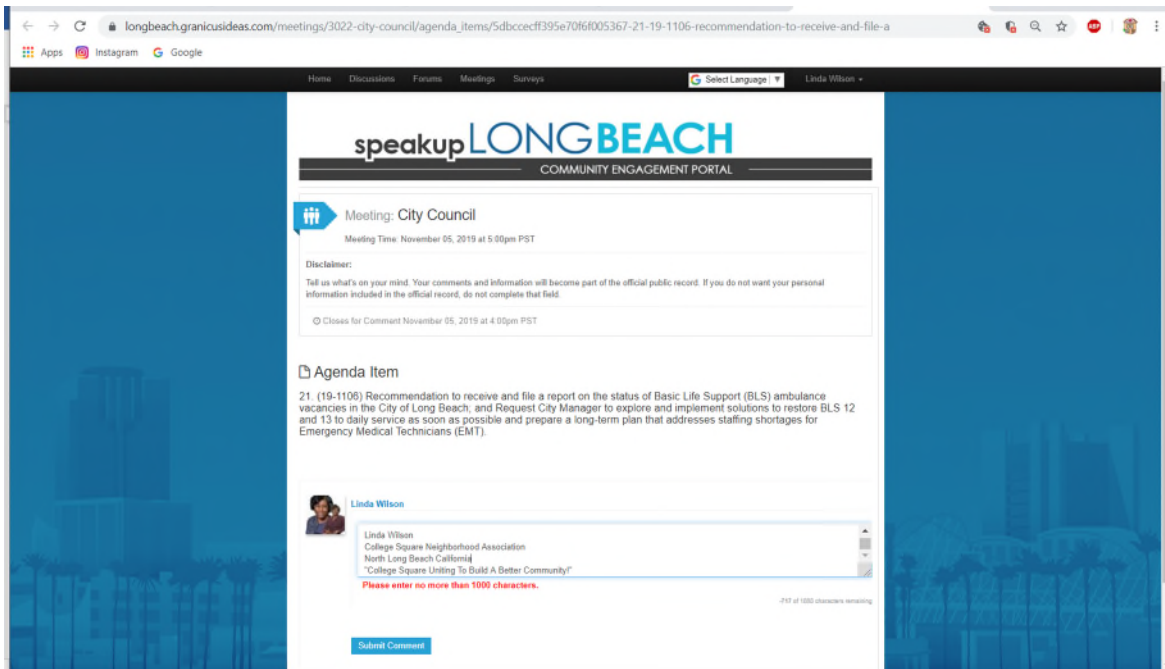 longbeach.granicusideas.com/meetings/3022-city-council/agenda_items/5dbccecff395e70f6f005367-21-19-1106-recommendation-to-receive-and-file-a
ABP
Apps Instagram Google
Home Discussions Forums Meetings Surveys Select Language ▼ Linda Wilson
speakup LONG BEACH
COMMUNITY ENGAGEMENT PORTAL
Meeting: City Council
Meeting Time: November 05, 2019 at 5:00pm PST
Disclaimer:
Tell us what's on your mind. Your comments and information will become part of the official public record. If you do not want your personal
information included in the official record, do not complete that field.
Closes for Comment November 05, 2019 at 4:00pm PST
Agenda Item
21. (19-1106) Recommendation to receive and file a report on the status of Basic Life Support (BLS) ambulance
vacancies in the City of Long Beach; and Request City Manager to explore and implement solutions to restore BLS 12
and 13 to daily service as soon as possible and prepare a long-term plan that addresses staffing shortages for
Emergency Medical Technicians (EMT).
Linda Wilson
Linda Wilson
College Square Neighborhood Association
North Long Beach California
"College Square Uniting To Build A Better Community!"
Please enter no more than 1000 characters.
of 1000 characters remaining
Submit Comment